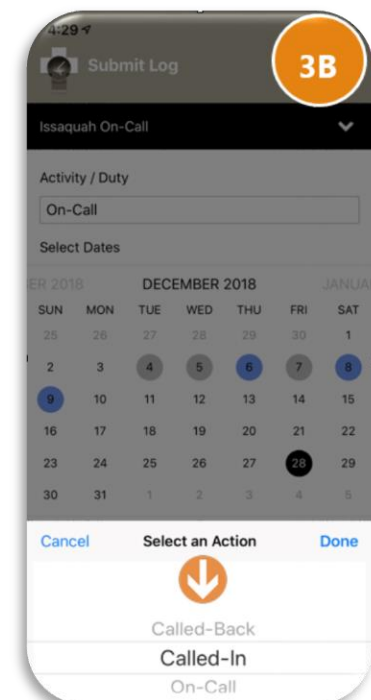 4:29
Submit Log
3B
Issaquah On-Call
Activity / Duty
On-Call
Select Dates
ER 2018 DECEMBER 2018 JANUA
SUN MON TUE WED THU FRI SAT
25 26 27 28 29 30 1
2 3 4 5 6 7 8
9 10 11 12 13 14 15
16 17 18 19 20 21 22
23 24 25 26 27 28 29
30 31 1 2 3 4 5
Cancel Select an Action Done
Called-Back
Called-In
On-Call